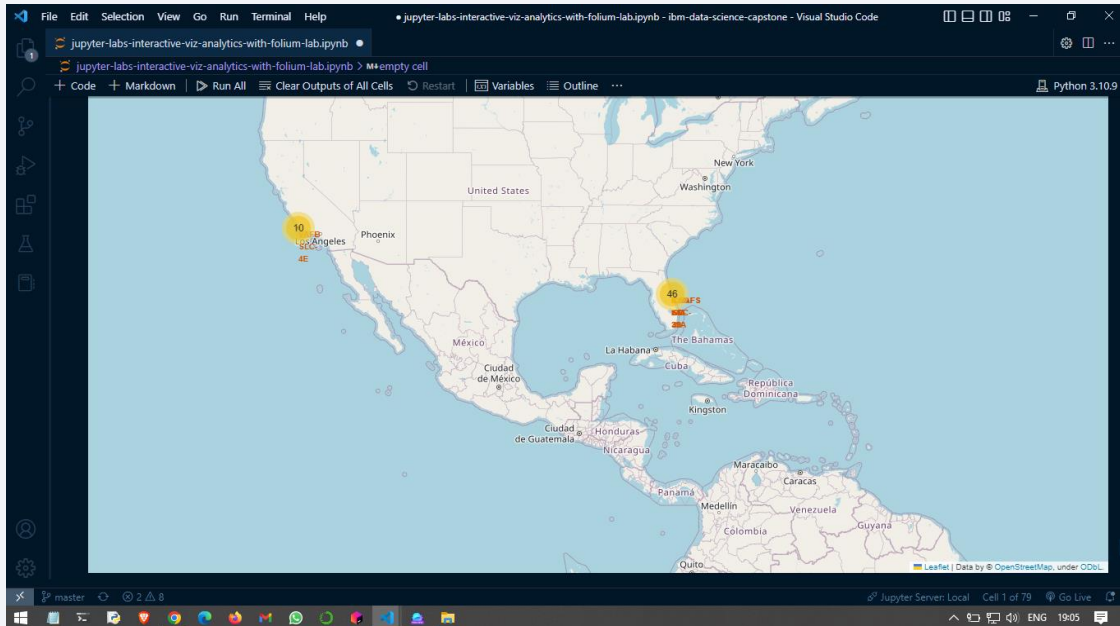 File Edit Selection View Go Run Terminal Help
● jupyter-labs-interactive-viz-analytics-with-folium-lab.ipynb - ibm-data-science-capstone - Visual Studio Code
jupyter-labs-interactive-viz-analytics-with-folium-lab.ipynb ●
1
jupyter-labs-interactive-viz-analytics-with-folium-lab.ipynb > M↓empty cell
+ Code + Markdown Run All Clear Outputs of All Cells Restart Variables Outline ...
Python 3.10.9
New York
Washington
United States
10
Phoenix
Los Angeles
SLC-
4E
46
The Bahamas
México
La Habana
Cuba
Ciudad
de México
República
Dominicana
Kingston
Ciudad
de Guatemala
Honduras
Nicaragua
Maracaibo
Caracas
Panamá
Medellín
Venezuela
Guyana
Colombia
Quito
Leaflet | Data by © OpenStreetMap, under ODbL.
master 2 8
Jupyter Server: Local Cell 1 of 79 Go Live
ENG 19:05